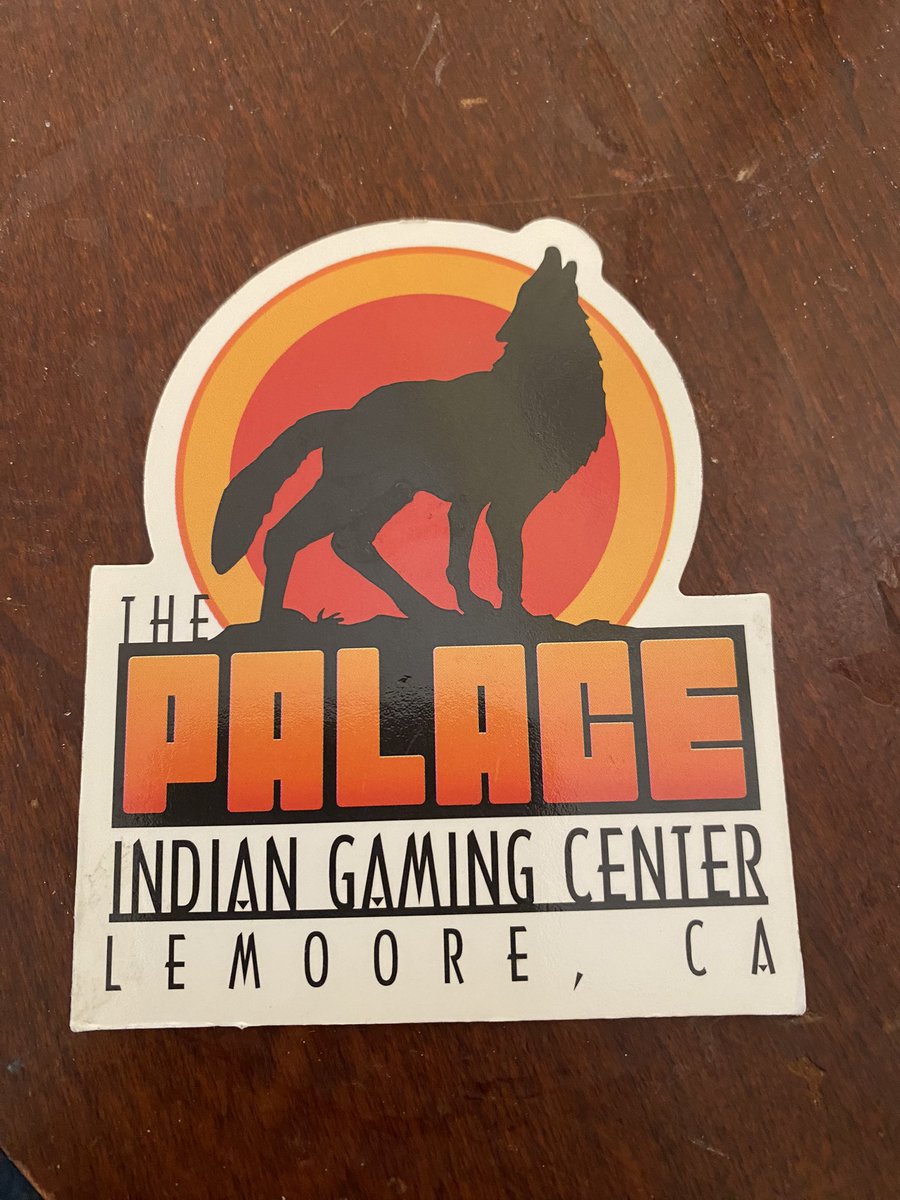 THE
PALACE
INDIAN GAMING CENTER
LEMOORE, CA